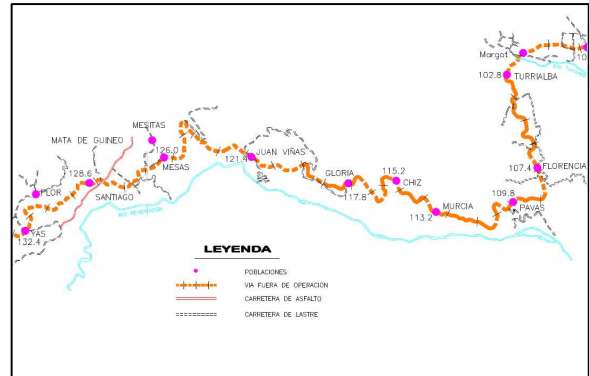 Margot
10
102.8
TURRIALBA
MESITAS
MATA DE GUINEO
126.0
MESAS
121.4
JUAN VIÑAS
107.4
FLORENCIA
128.6
GLORIA
115.2
CHIZ
FLOR
SANTIAGO
117.8
109.8
PAVAS
MURCIA
113.2
YAS
132.4
RIO REVENTAZON
LEYENDA
POBLACIONES
VIA FUERA DE OPERACION
CARRETERA DE ASFALTO
CARRETERA DE LASTRE